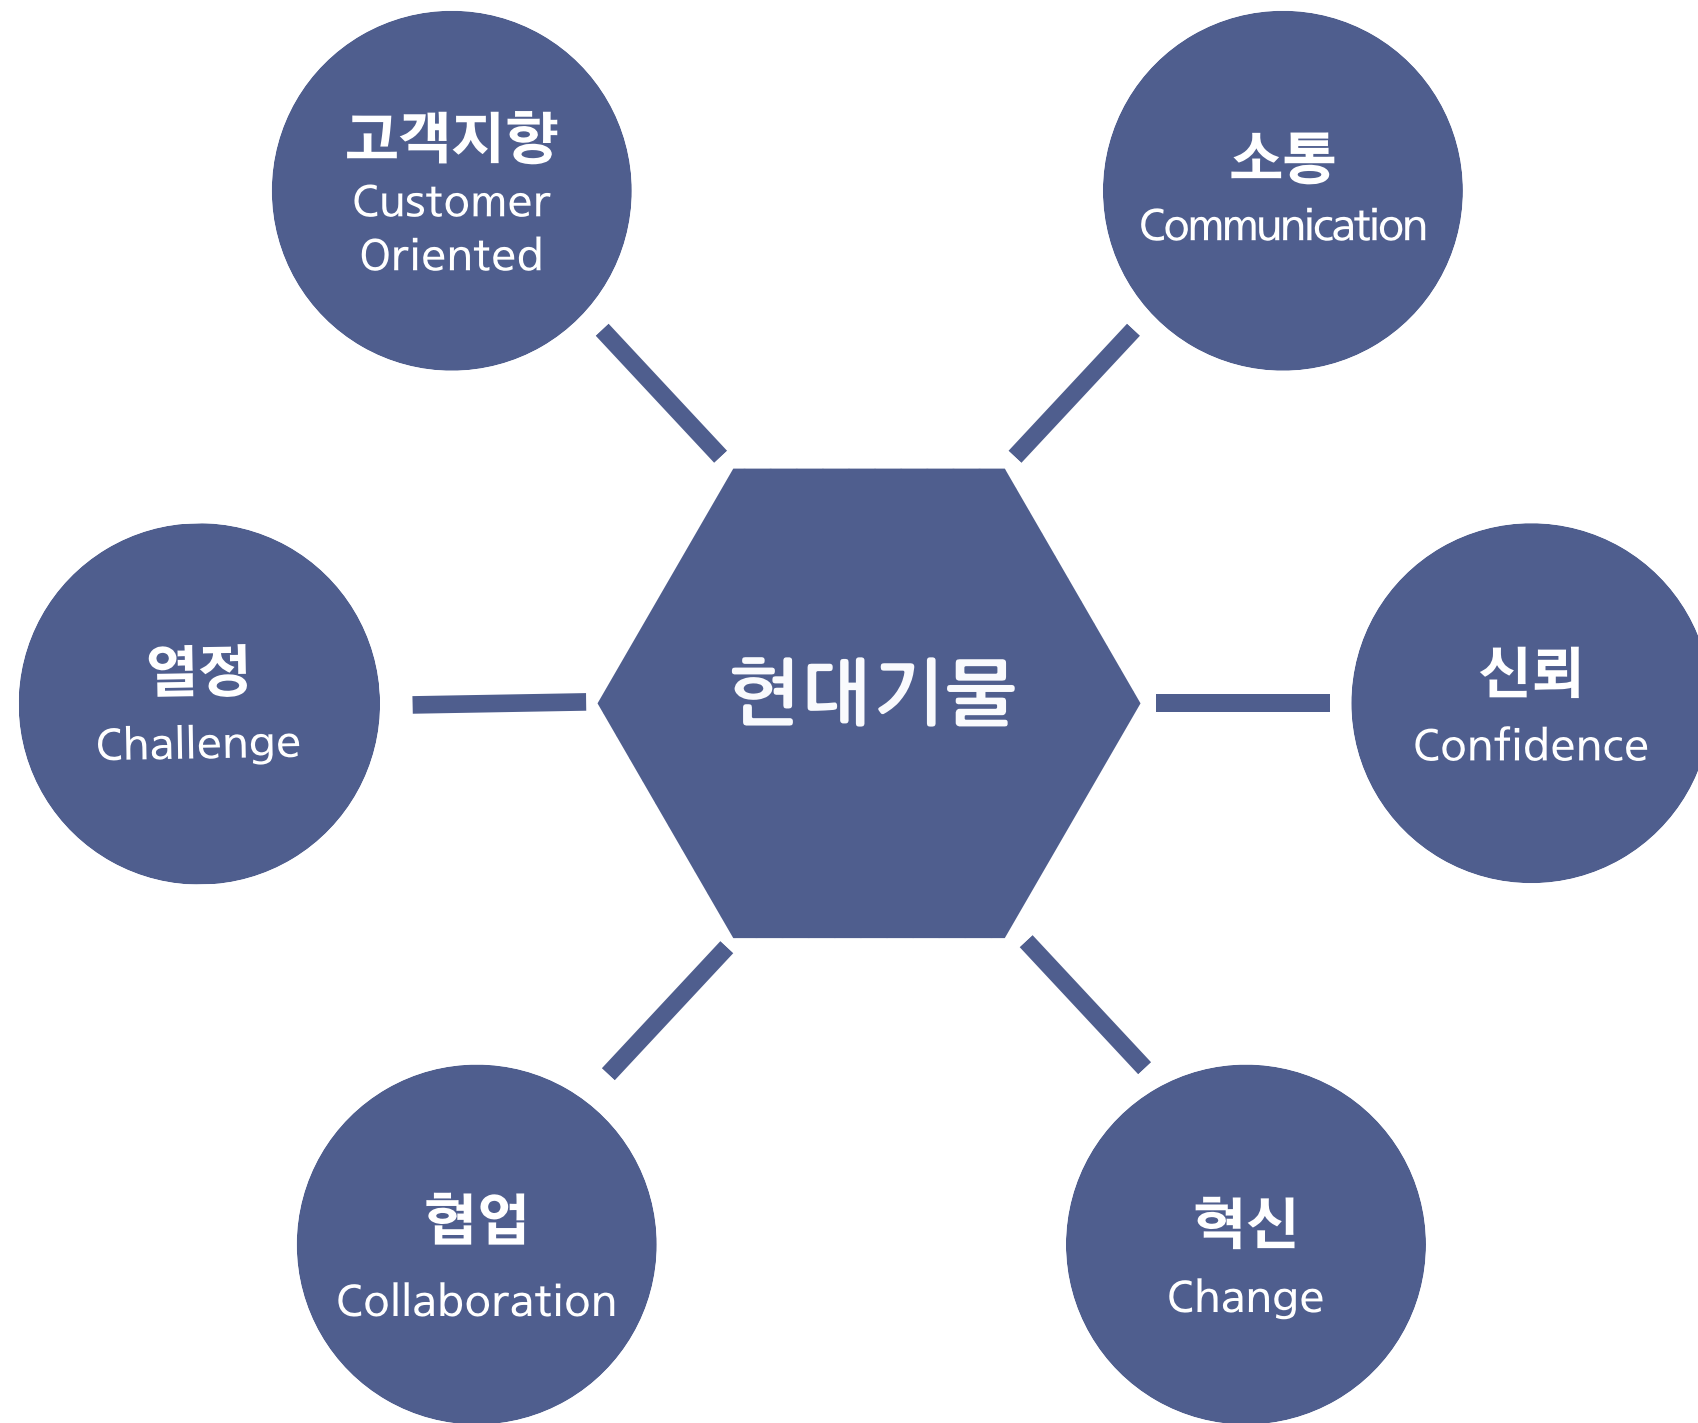 고객지향
Customer
Oriented
소통
Communication
열정
Challenge
현대기물
신뢰
Confidence
협업
Collaboration
혁신
Change